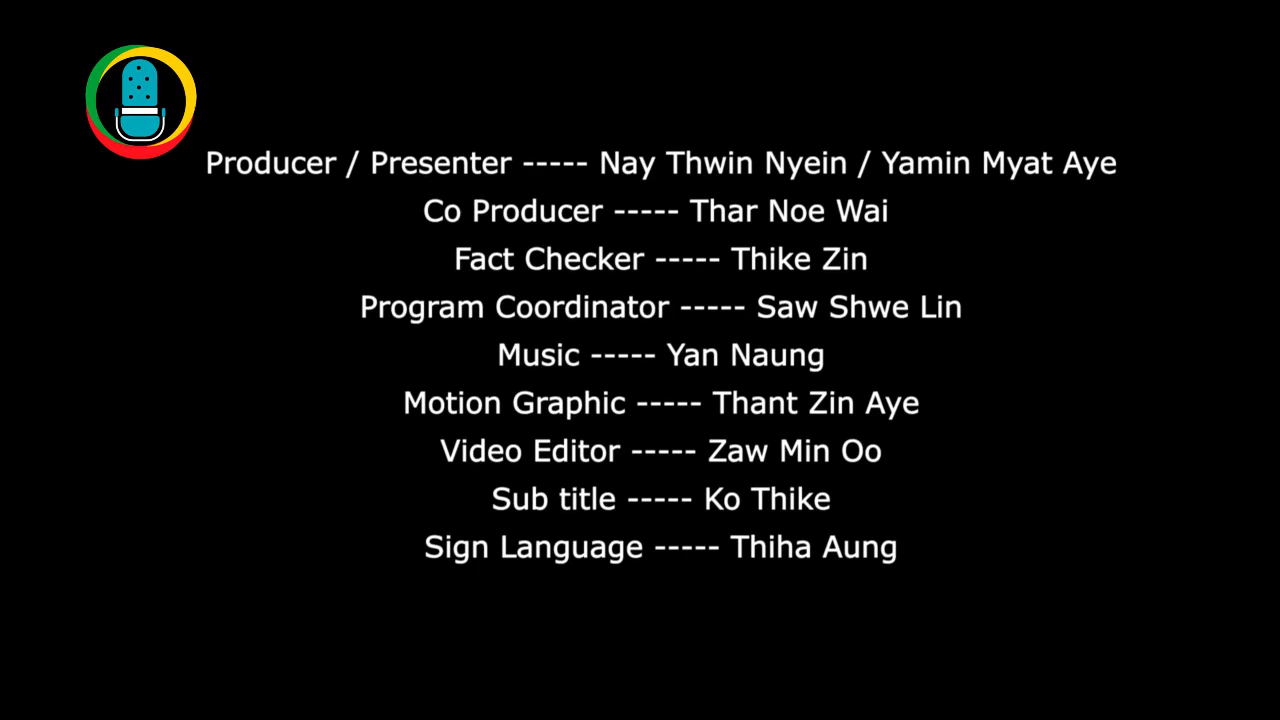 Producer / Presenter ----- Nay Thwin Nyein / Yamin Myat Aye
Co Producer ----- Thar Noe Wai
Fact Checker ----- Thike Zin
Program Coordinator ----- Saw Shwe Lin
Music ----- Yan Naung
Motion Graphic ----- Thant Zin Aye
Video Editor ----- Zaw Min Oo
Sub title ----- Ko Thike
Sign Language ----- Thiha Aung